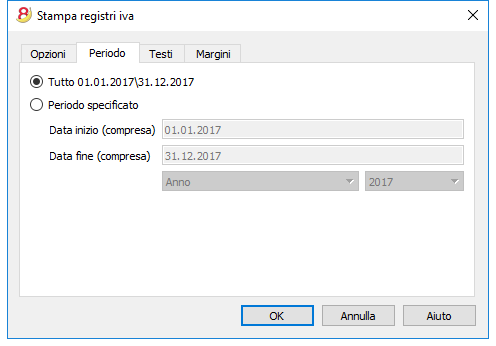 Stampa registri iva
Opzioni Periodo Testi Margini
Tutto 01.01.2017\31.12.2017
Periodo specificato
Data inizio (compresa) 01.01.2017
Data fine (compresa) 31.12.2017
Anno 2017
OK Annulla Aiuto